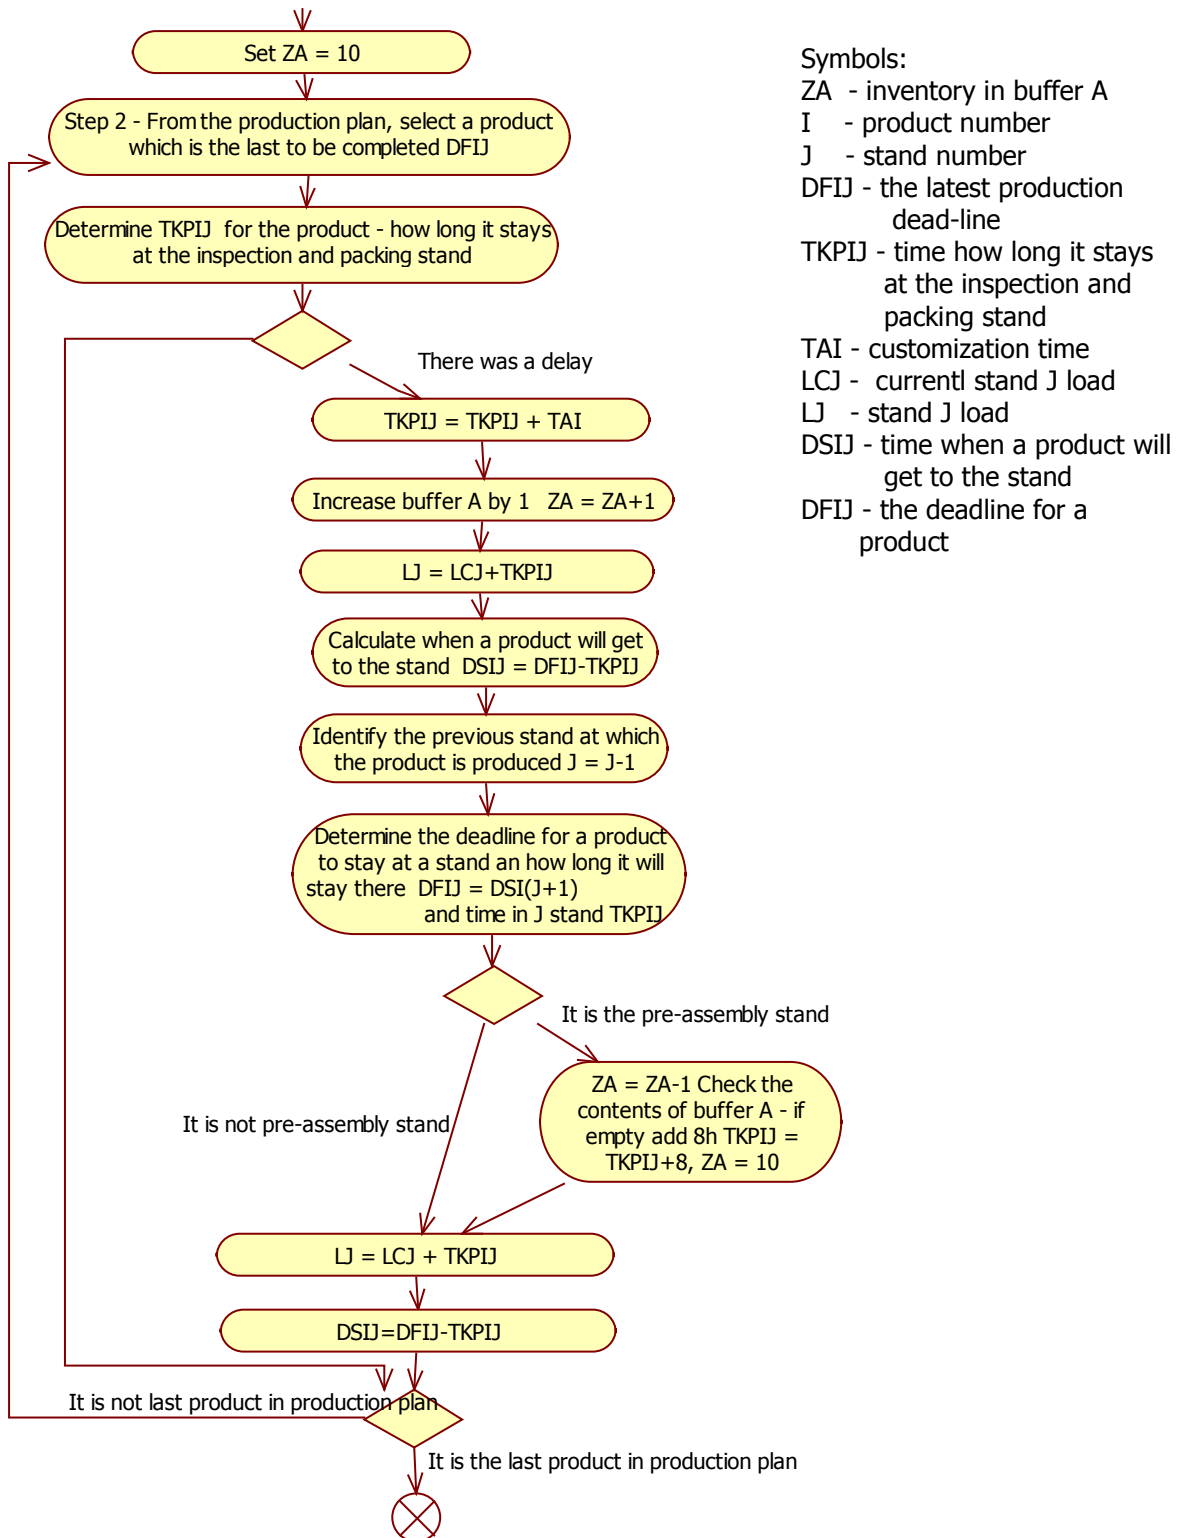 Set ZA = 10
Step 2 - From the production plan, select a product
which is the last to be completed DFIJ
Determine TKPIJ for the product - how long it stays
at the inspection and packing stand
There was a delay
TKPIJ = TKPIJ + TAI
Increase buffer A by 1 ZA = ZA+1
LJ = LCJ+TKPIJ
Calculate when a product will get
to the stand DSIJ = DFIJ-TKPIJ
Identify the previous stand at which
the product is produced J = J-1
Determine the deadline for a product
to stay at a stand an how long it will
stay there DFIJ = DSI(J+1)
and time in J stand TKPIJ
It is the pre-assembly stand
ZA = ZA-1 Check the
contents of buffer A - if
empty add 8h TKPIJ =
TKPIJ+8, ZA = 10
It is not pre-assembly stand
LJ = LCJ + TKPIJ
DSIJ=DFIJ-TKPIJ
It is not last product in production plan
It is the last product in production plan
Symbols:
ZA - inventory in buffer A
I - product number
J - stand number
DFIJ - the latest production
dead-line
TKPIJ - time how long it stays
at the inspection and
packing stand
TAI - customization time
LCJ - currentl stand J load
LJ - stand J load
DSIJ - time when a product will
get to the stand
DFIJ - the deadline for a
product